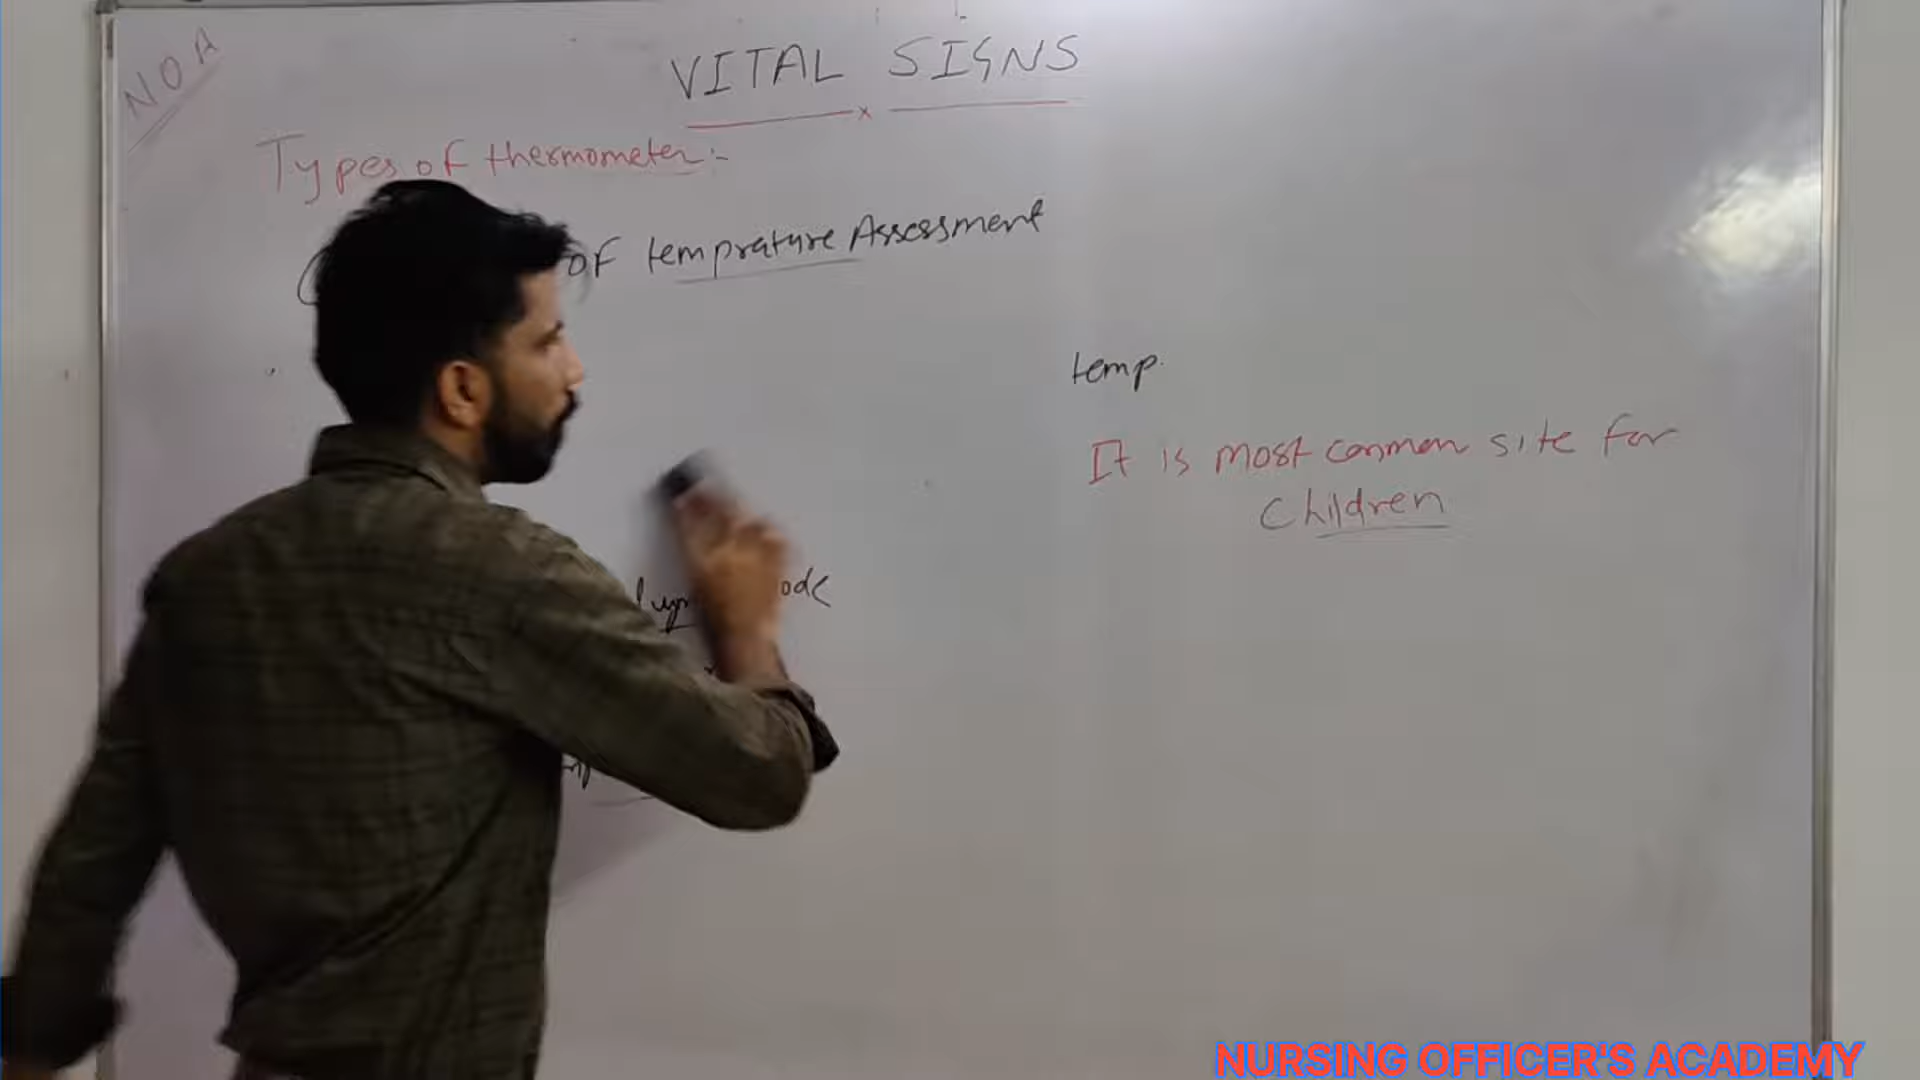 NOA
VITAL SIGNS
Types of thermometer:-
of temprature Assessment
temp.
It is most common site for
children
NURSING OFFICER'S ACADEMY